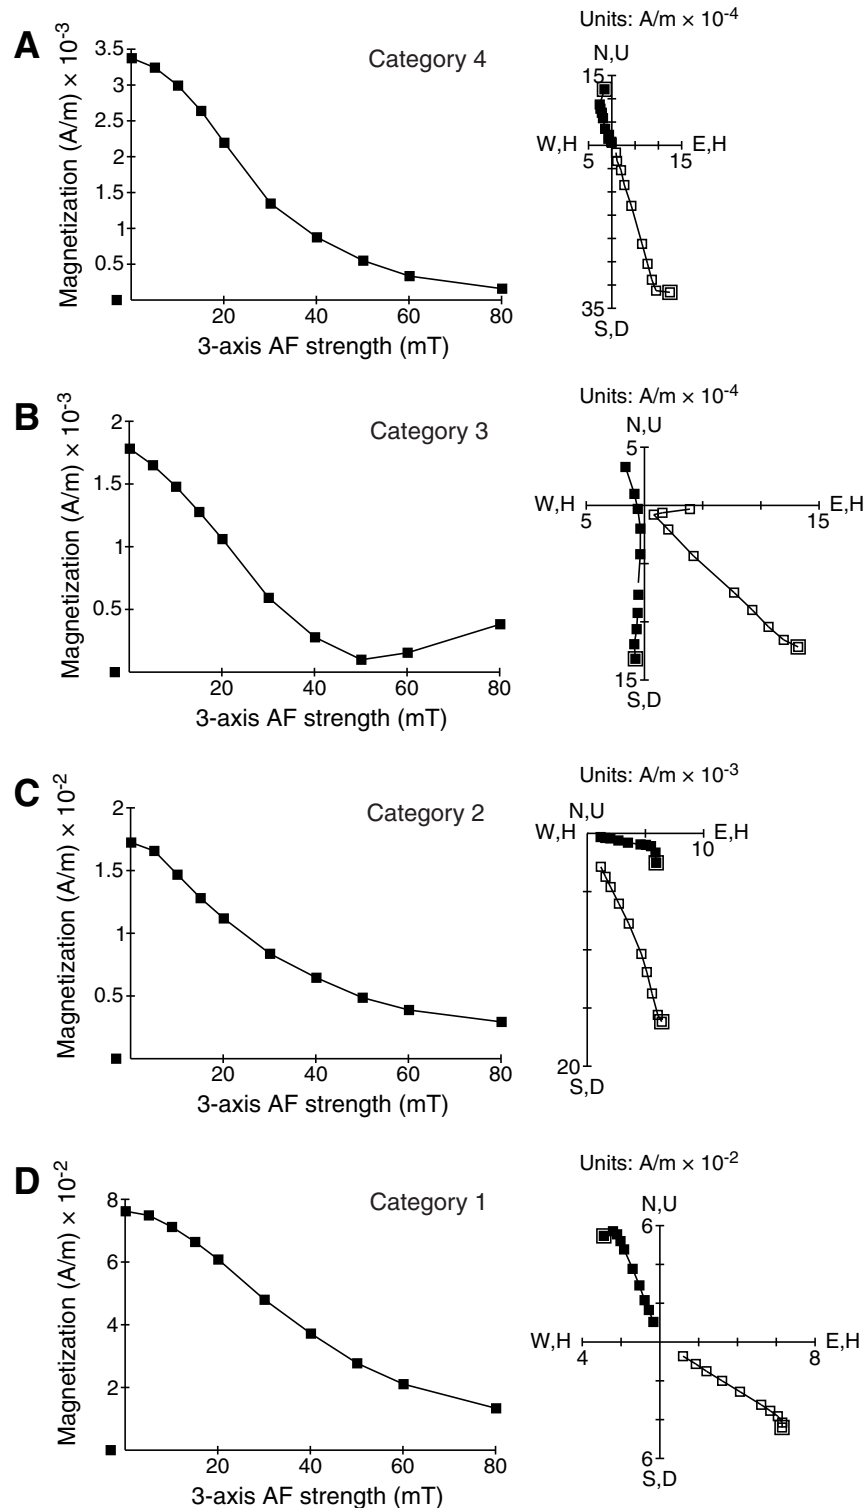 A
Category 4
Magnetization (A/m) × 10-3
3.5
3
2.5
2
1.5
1
0.5
20
40
60
80
3-axis AF strength (mT)
Units: A/m × 10-4
N,U
15
W,H
E,H
5
15
35
S,D
B
Category 3
Magnetization (A/m) × 10-3
2
1.5
1
0.5
20
40
60
80
3-axis AF strength (mT)
Units: A/m × 10-4
N,U
5
W,H
E,H
5
15
15
S,D
C
Category 2
Magnetization (A/m) × 10-2
2
1.5
1
0.5
20
40
60
80
3-axis AF strength (mT)
Units: A/m × 10-3
N,U
W,H
E,H
10
20
S,D
D
Category 1
Magnetization (A/m) × 10-2
8
6
4
2
20
40
60
80
3-axis AF strength (mT)
Units: A/m × 10-2
N,U
6
W,H
E,H
4
8
6
S,D